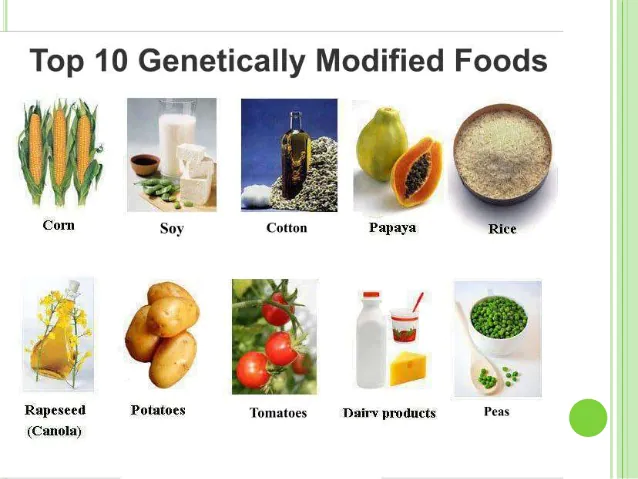 Top 10 Genetically Modified Foods
Corn
Soy
Cotton
Papaya
Rice
Rapeseed
(Canola)
Potatoes
Tomatoes
Dairy products
Peas